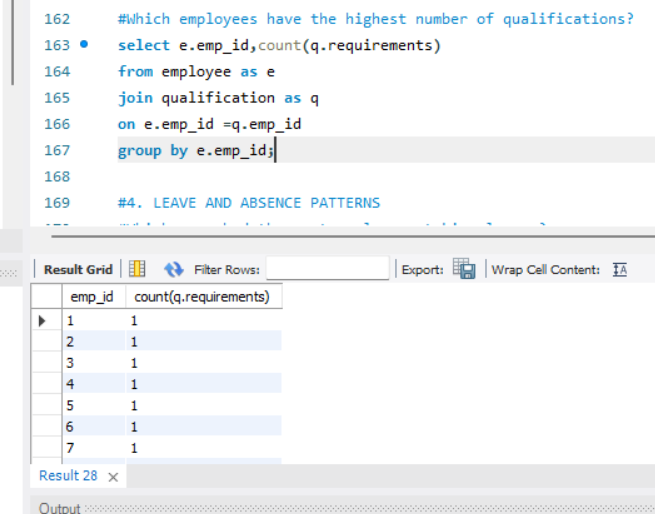 162 #Which employees have the highest number of qualifications?
163 select e.emp_id,count(q.requirements)
164 from employee as e
165 join qualification as q
166 on e.emp_id =q.emp_id
167 group by e.emp_id;
168
169 #4. LEAVE AND ABSENCE PATTERNS
Result Grid Filter Rows: Export: Wrap Cell Content: IA
emp_id count(q.requirements)
1 1
2 1
3 1
4 1
5 1
6 1
7 1
Result 28 ×
Output